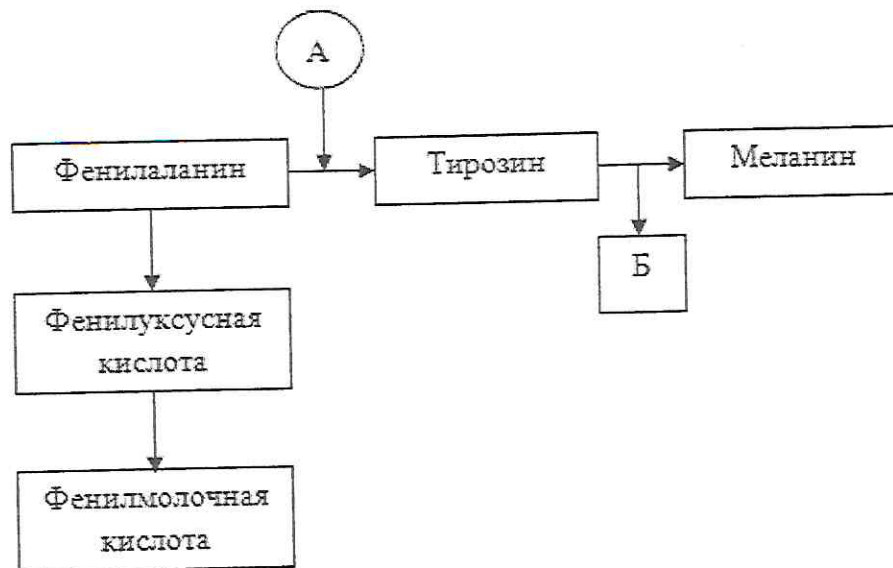 А
Фенилаланин
Тирозин
Меланин
Б
Фенилуксусная
кислота
Фенилмолочная
кислота